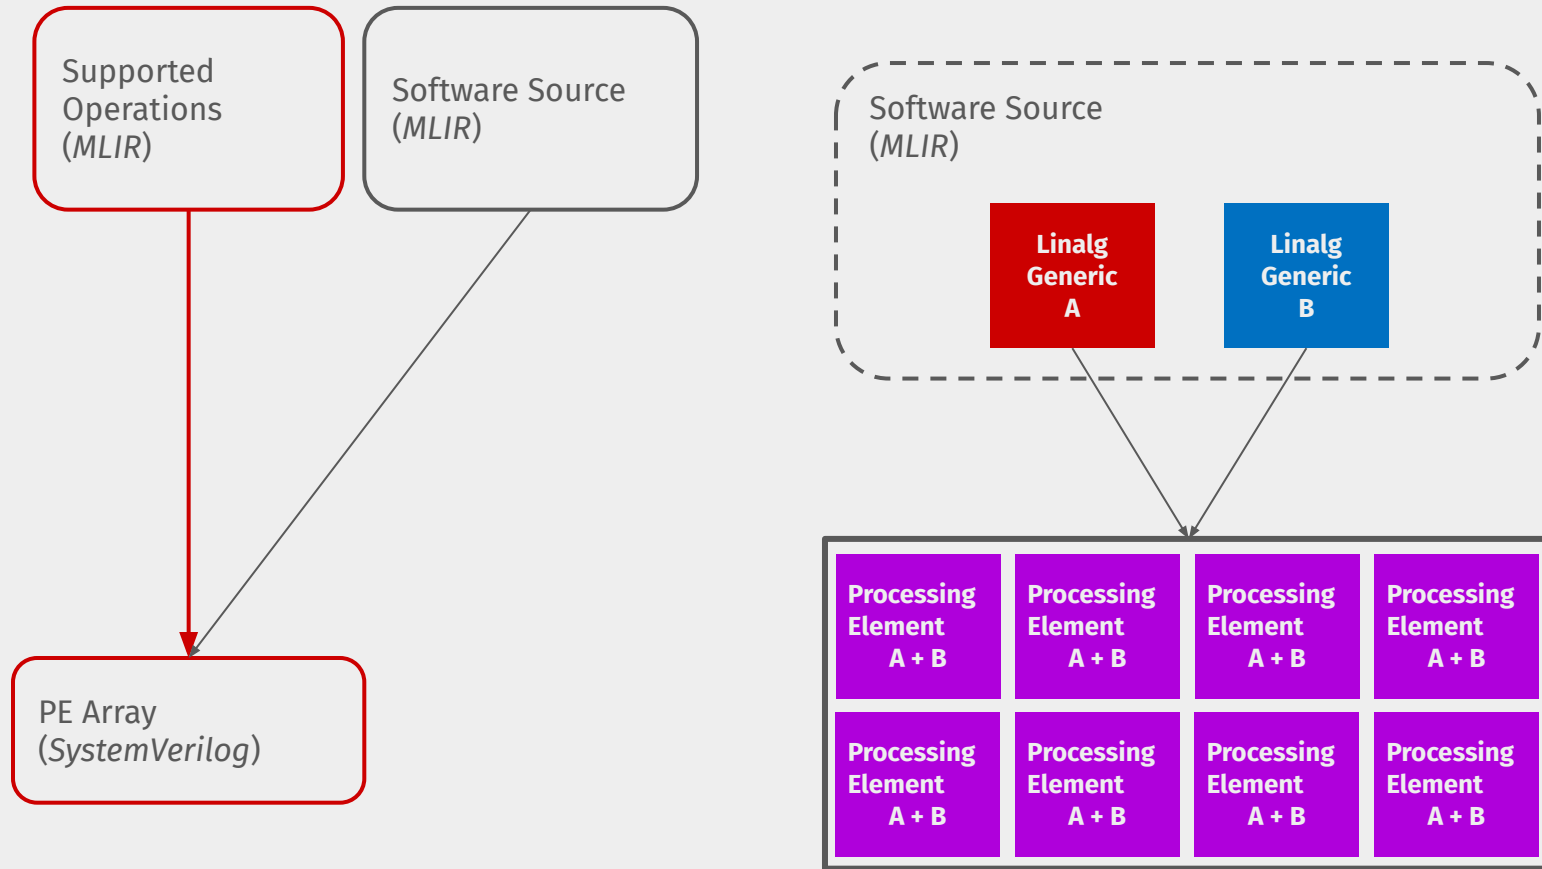 Supported
Operations
(MLIR)
Software Source
(MLIR)
PE Array
(SystemVerilog)
Software Source
(MLIR)
Linalg
Generic
A
Linalg
Generic
B
Processing
Element
A + B
Processing
Element
A + B
Processing
Element
A + B
Processing
Element
A + B
Processing
Element
A + B
Processing
Element
A + B
Processing
Element
A + B
Processing
Element
A + B